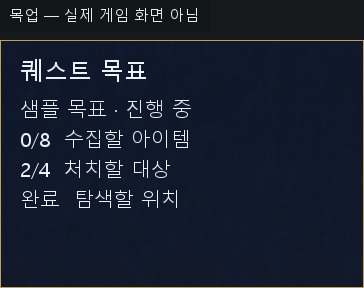 목업 — 실제 게임 화면 아님
퀘스트 목표
샘플 목표 · 진행 중
0/8 수집할 아이템
2/4 처치할 대상
완료 탐색할 위치